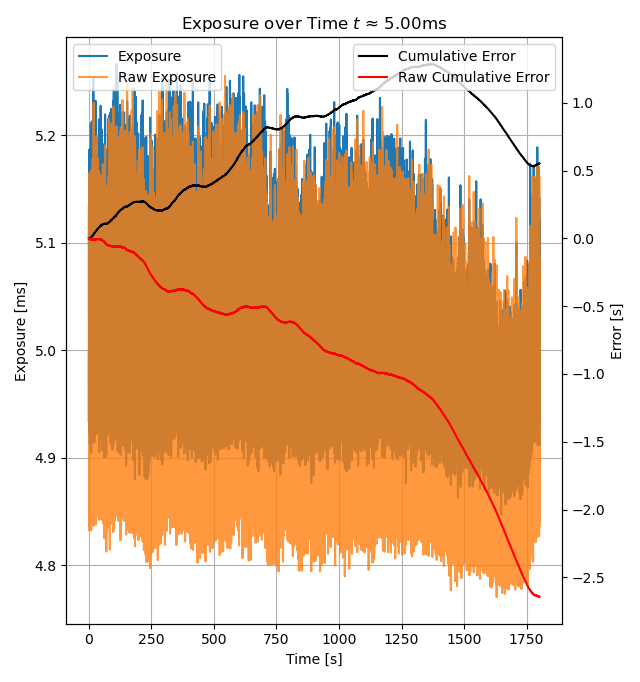 Exposure over Time t ≈ 5.00ms
Exposure
Raw Exposure
Cumulative Error
Raw Cumulative Error
5.2
5.1
5.0
4.9
4.8
Exposure [ms]
1.0
0.5
0.0
−0.5
−1.0
−1.5
−2.0
−2.5
Error [s]
0 250 500 750 1000 1250 1500 1750
Time [s]